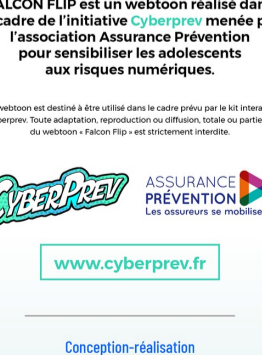 FALCON FLIP est un webtoon réalisé dans
cadre de l'initiative Cyberprev menée p
l'association Assurance Prévention
pour sensibiliser les adolescents
aux risques numériques.
webtoon est destiné à être utilisé dans le cadre prévu par le kit intera
berprev. Toute adaptation, reproduction ou diffusion, totale ou partie
du webtoon « Falcon Flip » est strictement interdite.
CYBERPREV
ASSURANCE
PRÉVENTION
Les assureurs se mobilise
www.cyberprev.fr
Conception-réalisation